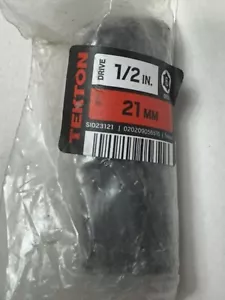 TEKTON
DRIVE 1/2 IN.
21 MM
SID23121